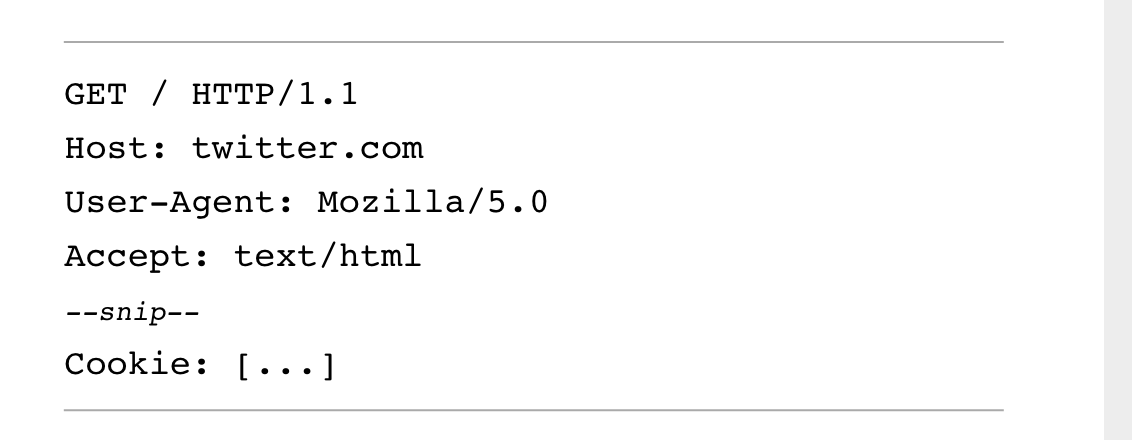 GET / HTTP/1.1
Host: twitter.com
User-Agent: Mozilla/5.0
Accept: text/html
--snip--
Cookie: [...]